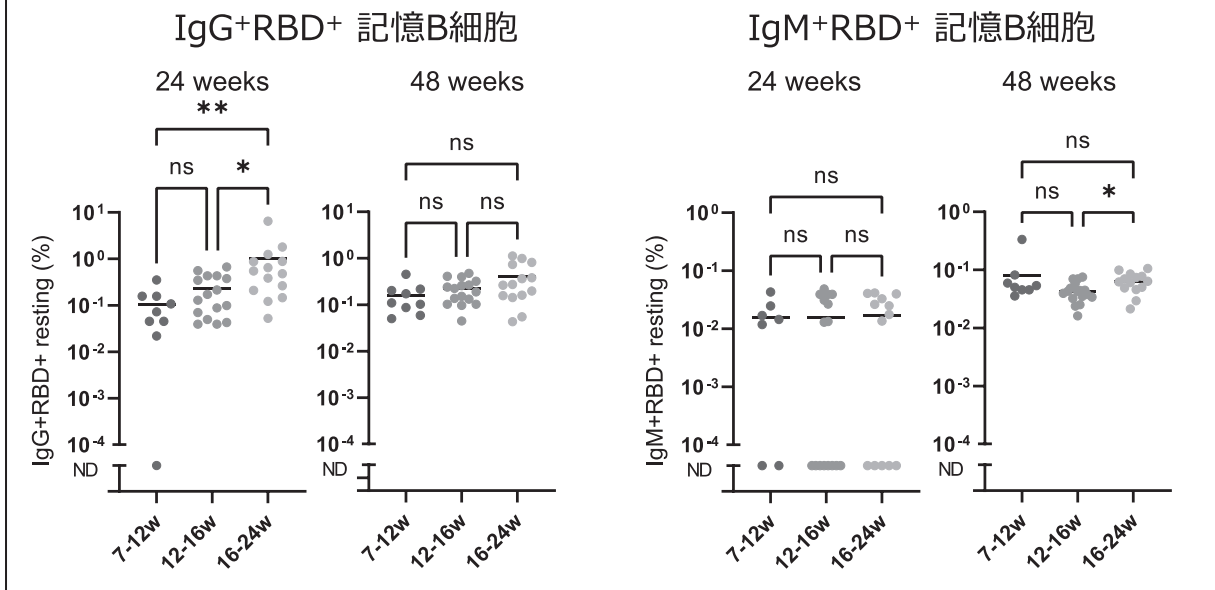 IgG⁺RBD⁺ 記憶B細胞
24 weeks
48 weeks
**
ns
*
ns
ns
ns
IgG+RBD+ resting (%)
10¹
10⁰
10⁻¹
10⁻²
10⁻³
10⁻⁴
ND
10¹
10⁰
10⁻¹
10⁻²
10⁻³
10⁻⁴
ND
7-12w
12-16w
16-24w
7-12w
12-16w
16-24w
IgM⁺RBD⁺ 記憶B細胞
24 weeks
48 weeks
ns
ns
ns
ns
ns
*
IgM+RBD+ resting (%)
10⁰
10⁻¹
10⁻²
10⁻³
10⁻⁴
ND
10⁰
10⁻¹
10⁻²
10⁻³
10⁻⁴
ND
7-12w
12-16w
16-24w
7-12w
12-16w
16-24w